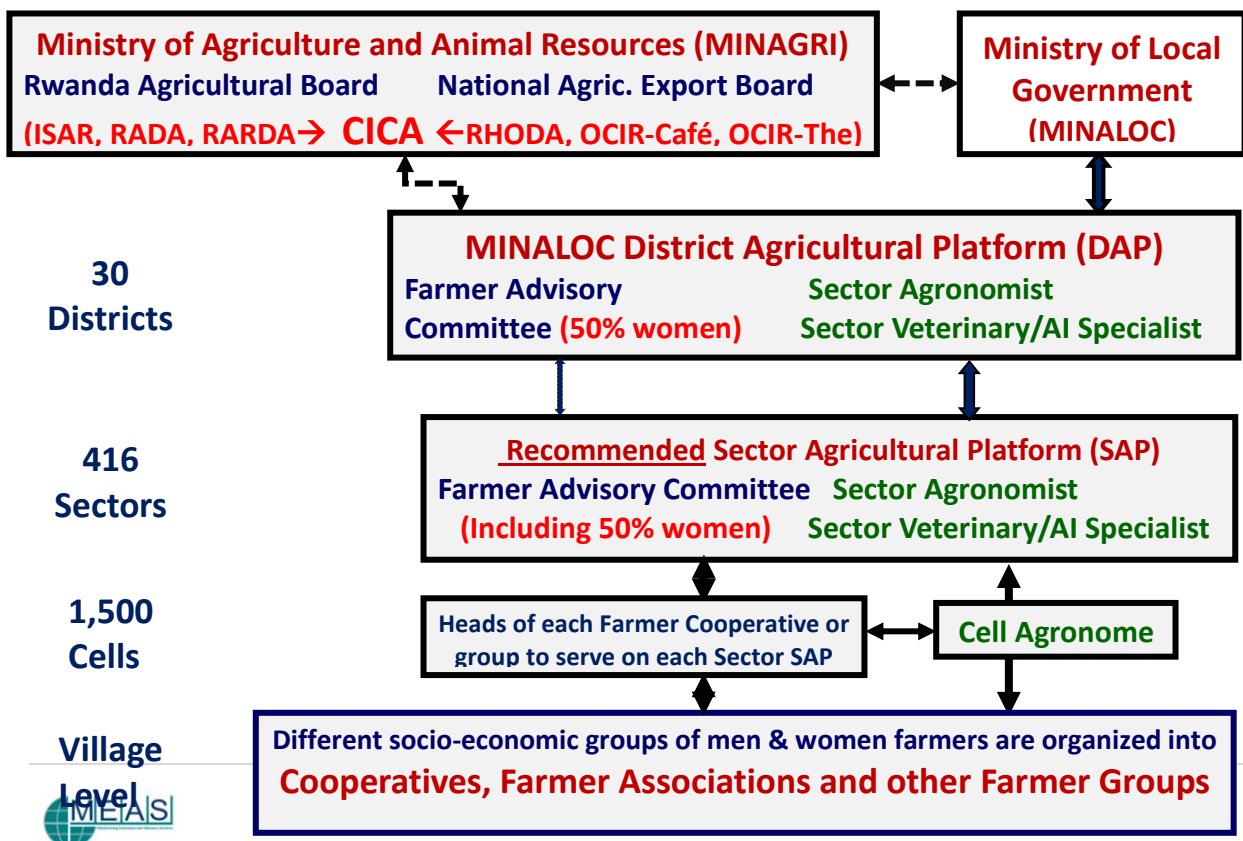 Ministry of Agriculture and Animal Resources (MINAGRI)
Rwanda Agricultural Board National Agric. Export Board
(ISAR, RADA, RARDA→ CICA ←RHODA, OCIR-Café, OCIR-The)
Ministry of Local
Government
(MINALOC)
30
Districts
MINALOC District Agricultural Platform (DAP)
Farmer Advisory
Committee (50% women)
Sector Agronomist
Sector Veterinary/AI Specialist
416
Sectors
Recommended Sector Agricultural Platform (SAP)
Farmer Advisory Committee
(Including 50% women)
Sector Agronomist
Sector Veterinary/AI Specialist
1,500
Cells
Heads of each Farmer Cooperative or
group to serve on each Sector SAP
Cell Agronome
Village
Level
Different socio-economic groups of men & women farmers are organized into
Cooperatives, Farmer Associations and other Farmer Groups
MEAS